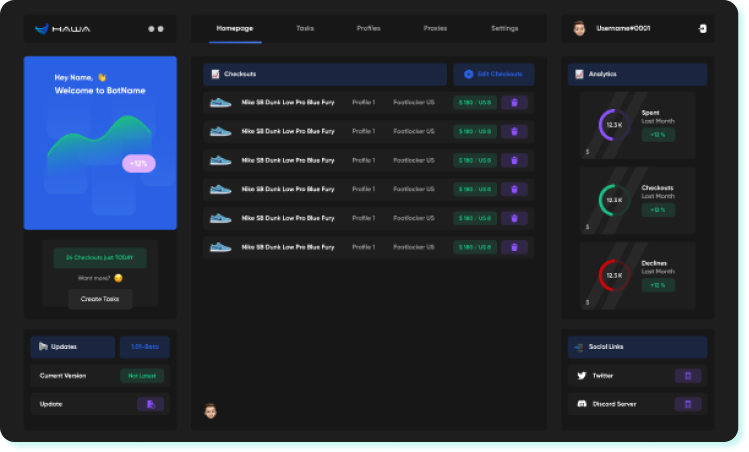 HAWA
Homepage
Tasks
Profiles
Proxies
Settings
Username#0001
Hey Name, 👋
Welcome to BotName
+12%
54 Checkouts just TODAY
Want more? 😏
Create Tasks
Updates
1.01-Beta
Current Version
Not Latest
Update
Checkouts
Edit Checkouts
Nike SB Dunk Low Pro Blue Fury Profile 1 Footlocker US $ 180 / US 8
Nike SB Dunk Low Pro Blue Fury Profile 1 Footlocker US $ 180 / US 8
Nike SB Dunk Low Pro Blue Fury Profile 1 Footlocker US $ 180 / US 8
Nike SB Dunk Low Pro Blue Fury Profile 1 Footlocker US $ 180 / US 8
Nike SB Dunk Low Pro Blue Fury Profile 1 Footlocker US $ 180 / US 8
Nike SB Dunk Low Pro Blue Fury Profile 1 Footlocker US $ 180 / US 8
Analytics
12.3 K
Spent
Last Month
+12 %
$
12.3 K
Checkouts
Last Month
+12 %
$
12.3 K
Declines
Last Month
+12 %
$
Social Links
Twitter
Discord Server